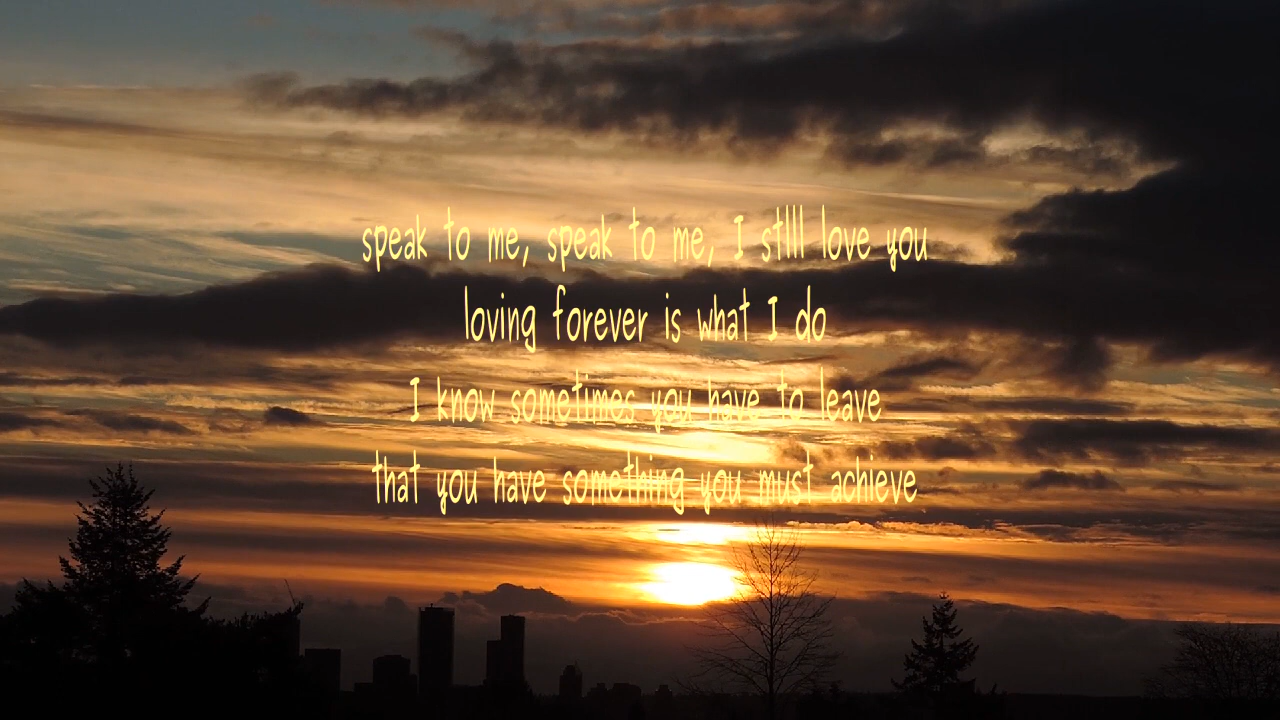 speak to me, speak to me, I stlll love you
loving forever is what I do
I know sometimes you have to leave
that you have something you must achieve